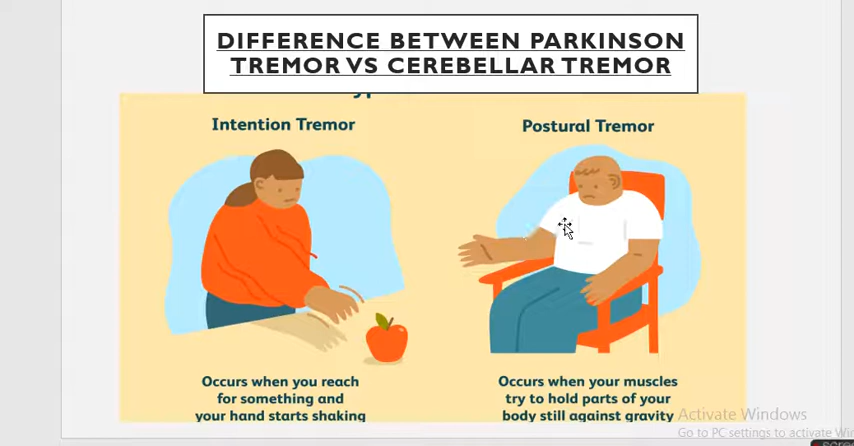 DIFFERENCE BETWEEN PARKINSON
TREMOR VS CEREBELLAR TREMOR
Intention Tremor
Postural Tremor
Occurs when you reach
for something and
your hand starts shaking
Occurs when your muscles
try to hold parts of your
body still against gravity
Activate Windows
Go to PC settings to activate